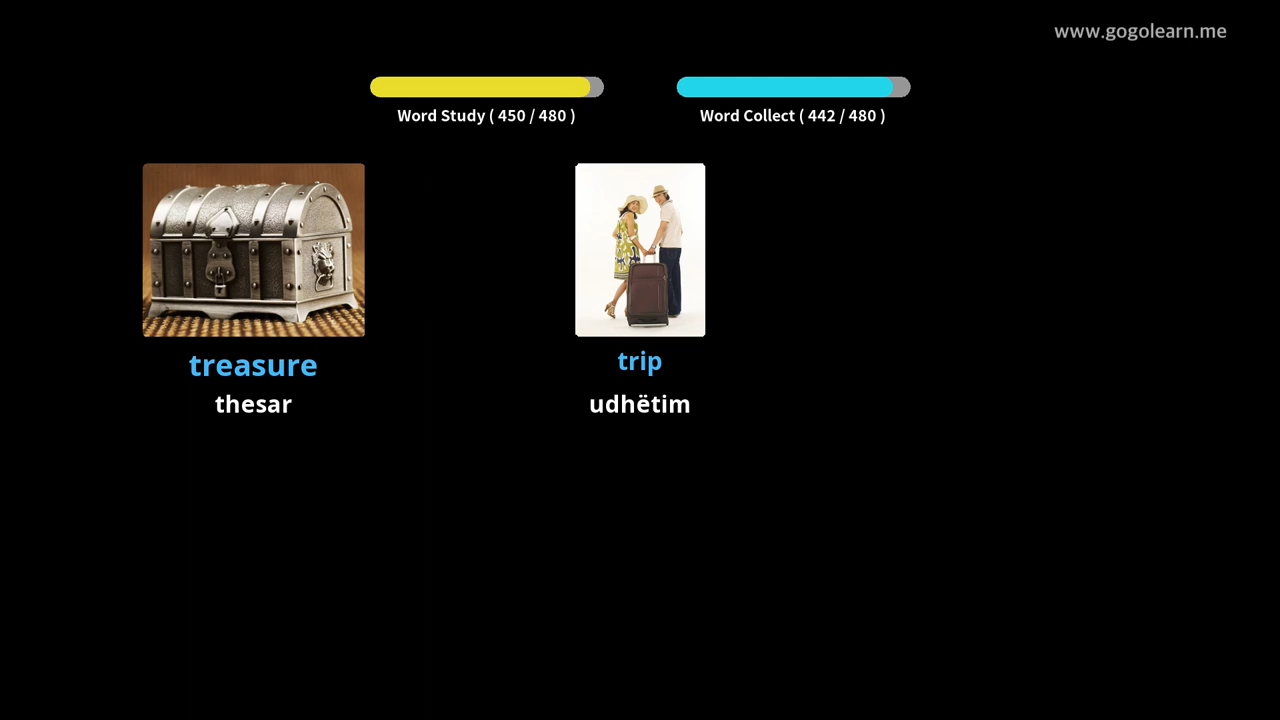 www.gogolearn.me
Word Study ( 450 / 480 )
Word Collect ( 442 / 480 )
treasure
thesar
trip
udhëtim